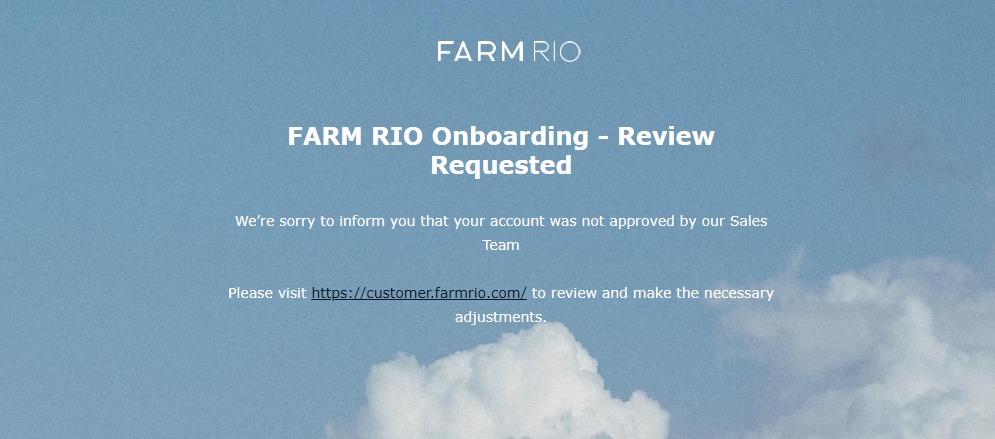 FARM RIO
FARM RIO Onboarding - Review
Requested
We’re sorry to inform you that your account was not approved by our Sales
Team
Please visit https://customer.farmrio.com/ to review and make the necessary
adjustments.